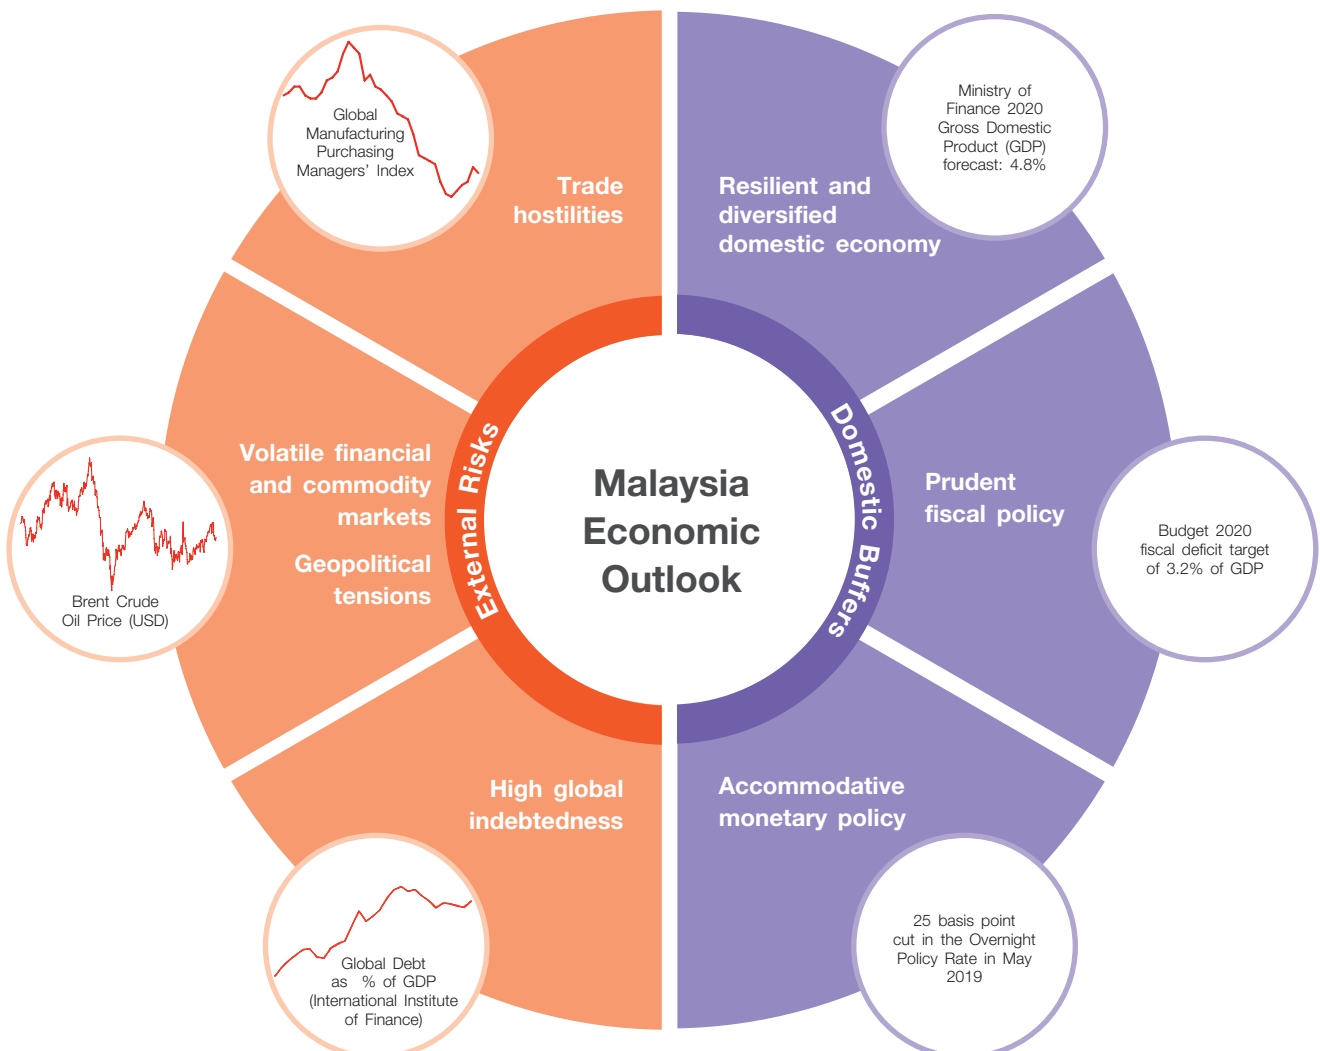 Global
Manufacturing
Purchasing
Managers' Index
Trade
hostilities
Volatile financial
and commodity
markets
Geopolitical
tensions
Brent Crude
Oil Price (USD)
High global
indebtedness
Global Debt
as % of GDP
(International Institute
of Finance)
External Risks
Malaysia
Economic
Outlook
Domestic Buffers
Resilient and
diversified
domestic economy
Ministry of
Finance 2020
Gross Domestic
Product (GDP)
forecast: 4.8%
Prudent
fiscal policy
Budget 2020
fiscal deficit target
of 3.2% of GDP
Accommodative
monetary policy
25 basis point
cut in the Overnight
Policy Rate in May
2019